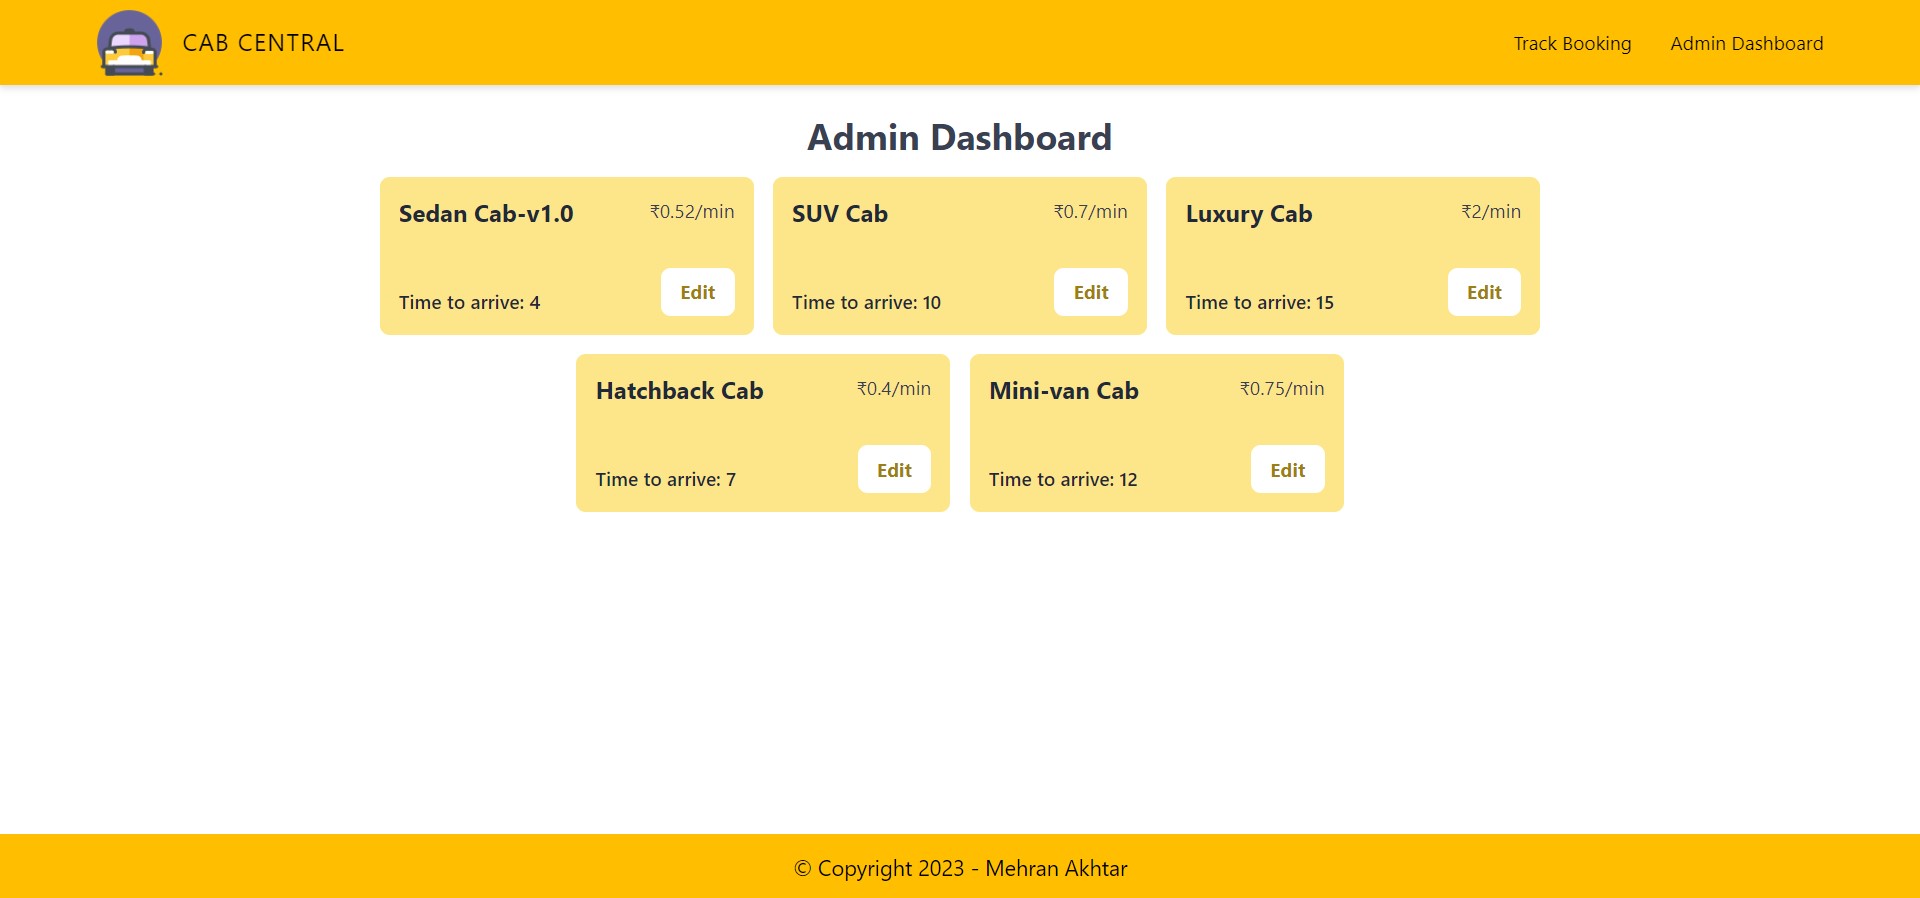 CAB CENTRAL
Track Booking
Admin Dashboard
Admin Dashboard
Sedan Cab-v1.0
₹0.52/min
Time to arrive: 4
Edit
SUV Cab
₹0.7/min
Time to arrive: 10
Edit
Luxury Cab
₹2/min
Time to arrive: 15
Edit
Hatchback Cab
₹0.4/min
Time to arrive: 7
Edit
Mini-van Cab
₹0.75/min
Time to arrive: 12
Edit
© Copyright 2023 - Mehran Akhtar